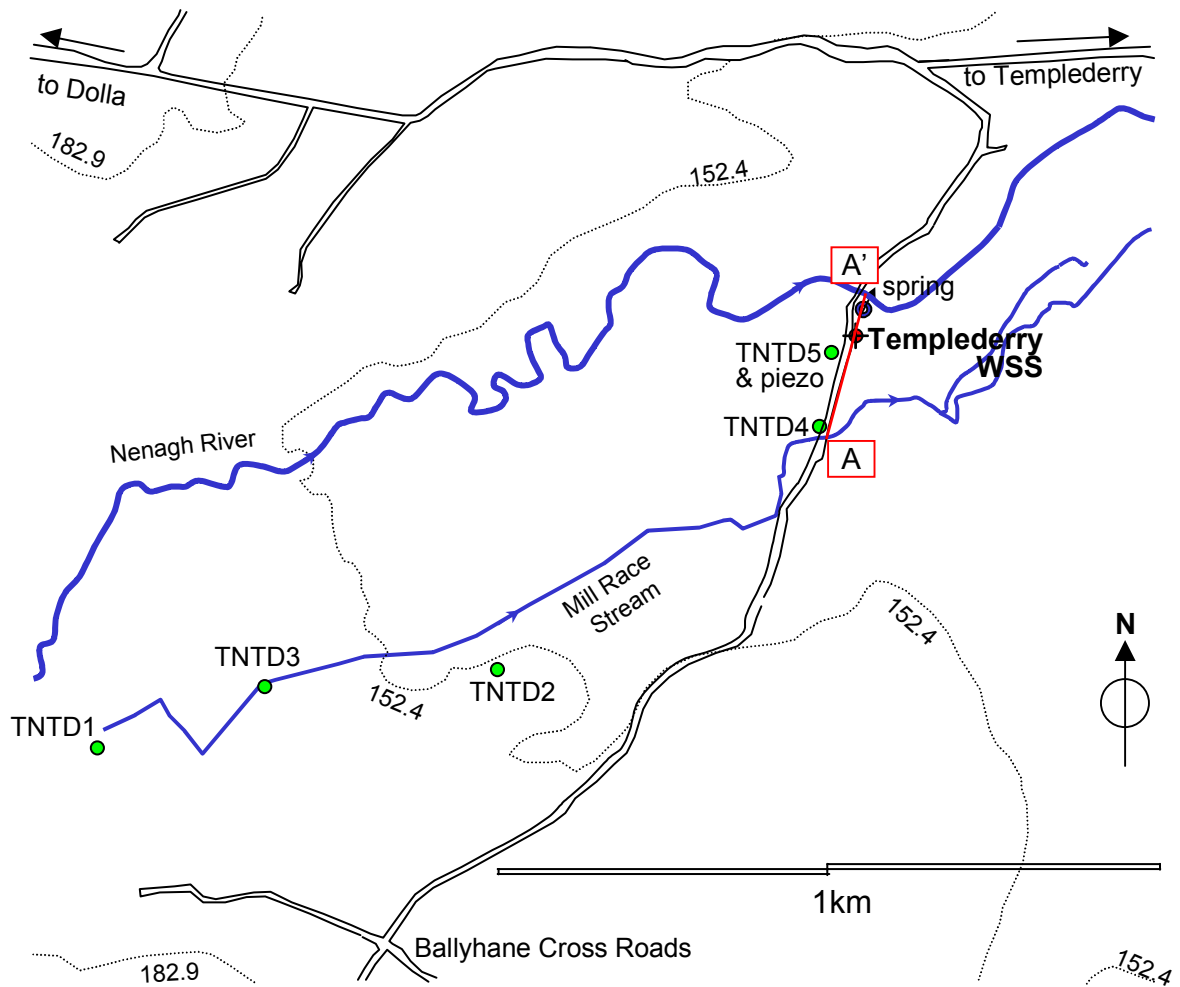 to Dolla
to Templederry
182.9
152.4
A’
spring
Templederry
WSS
TNTD5
& piezo
TNTD4
A
Nenagh River
Mill Race
Stream
152.4
N
TNTD3
TNTD2
152.4
TNTD1
1km
Ballyhane Cross Roads
182.9
152.4